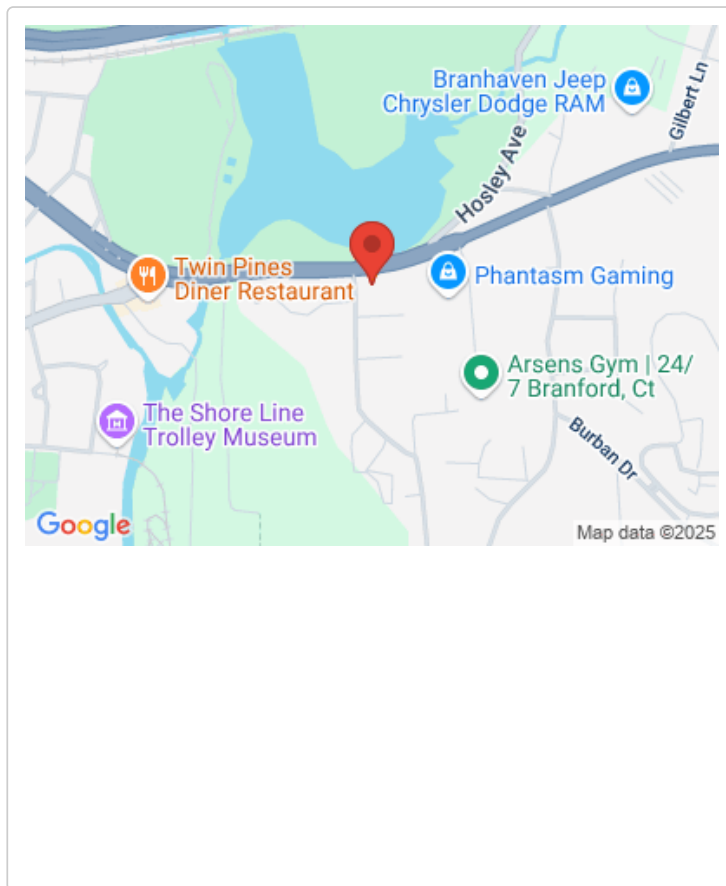 Branhaven Jeep
Chrysler Dodge RAM
Gilbert Ln
Hosley Ave
Twin Pines
Diner Restaurant
Phantasm Gaming
Arsens Gym | 24/
7 Branford, Ct
The Shore Line
Trolley Museum
Burban Dr
Google
Map data ©2025